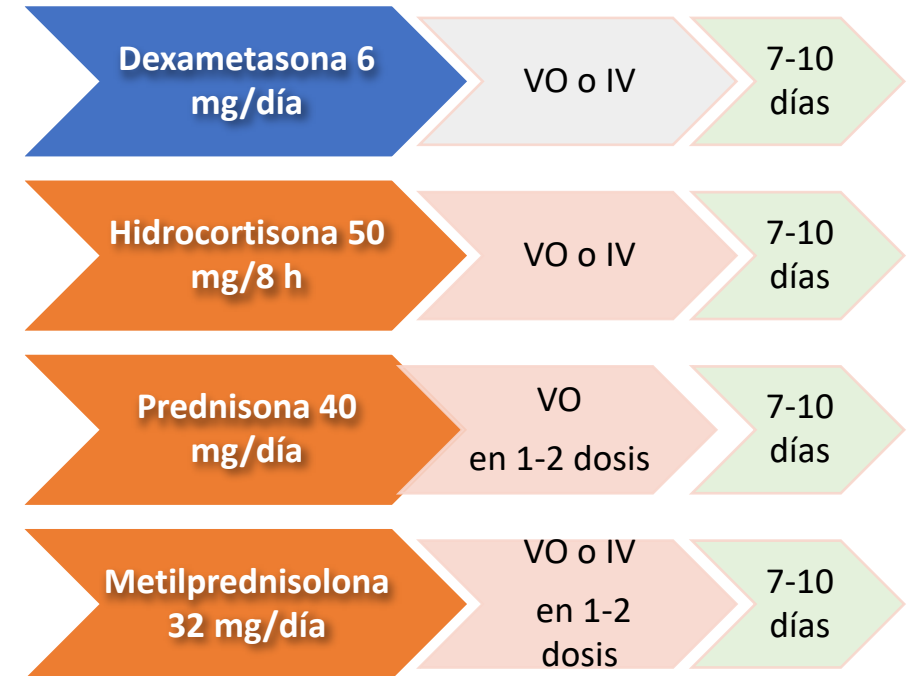 Dexametasona 6
mg/día
VO o IV
7-10
días
Hidrocortisona 50
mg/8 h
VO o IV
7-10
días
Prednisona 40
mg/día
VO
en 1-2 dosis
7-10
días
Metilprednisolona
32 mg/día
VO o IV
en 1-2
dosis
7-10
días